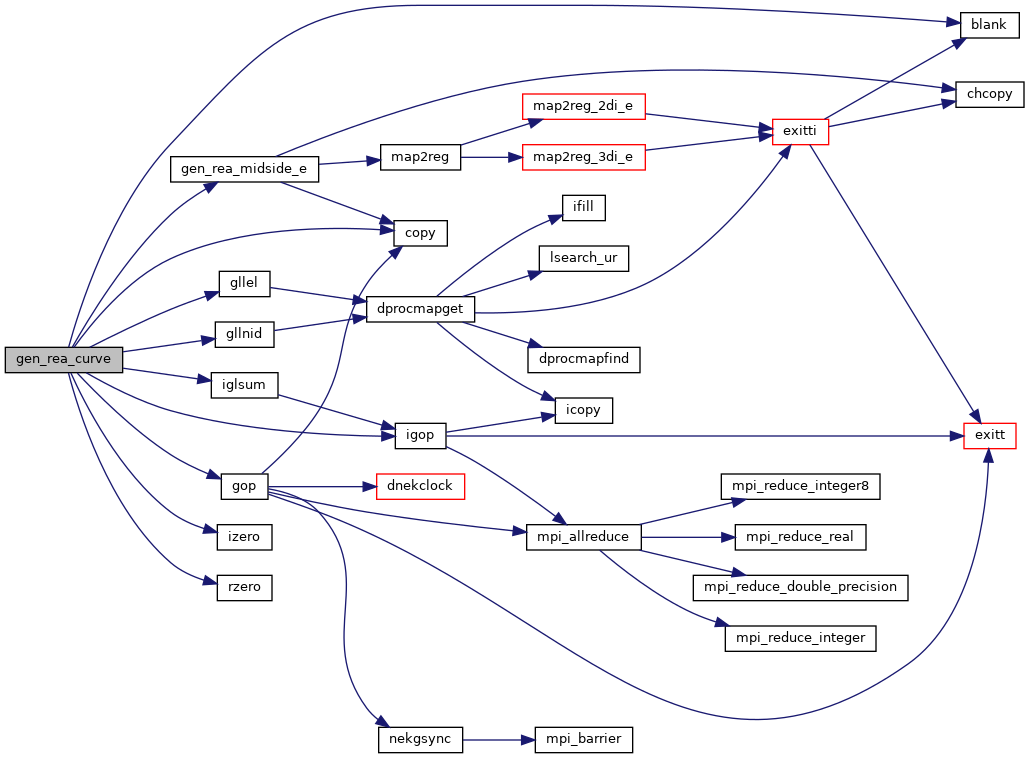 blank
chcopy
map2reg_2di_e
exitti
map2reg
map2reg_3di_e
gen_rea_midside_e
ifill
copy
lsearch_ur
gllel
dprocmapget
gllnid
dprocmapfind
gen_rea_curve
iglsum
icopy
igop
exitt
gop
dnekclock
mpi_reduce_integer8
izero
mpi_allreduce
mpi_reduce_real
rzero
mpi_reduce_double_precision
mpi_reduce_integer
nekgsync
mpi_barrier